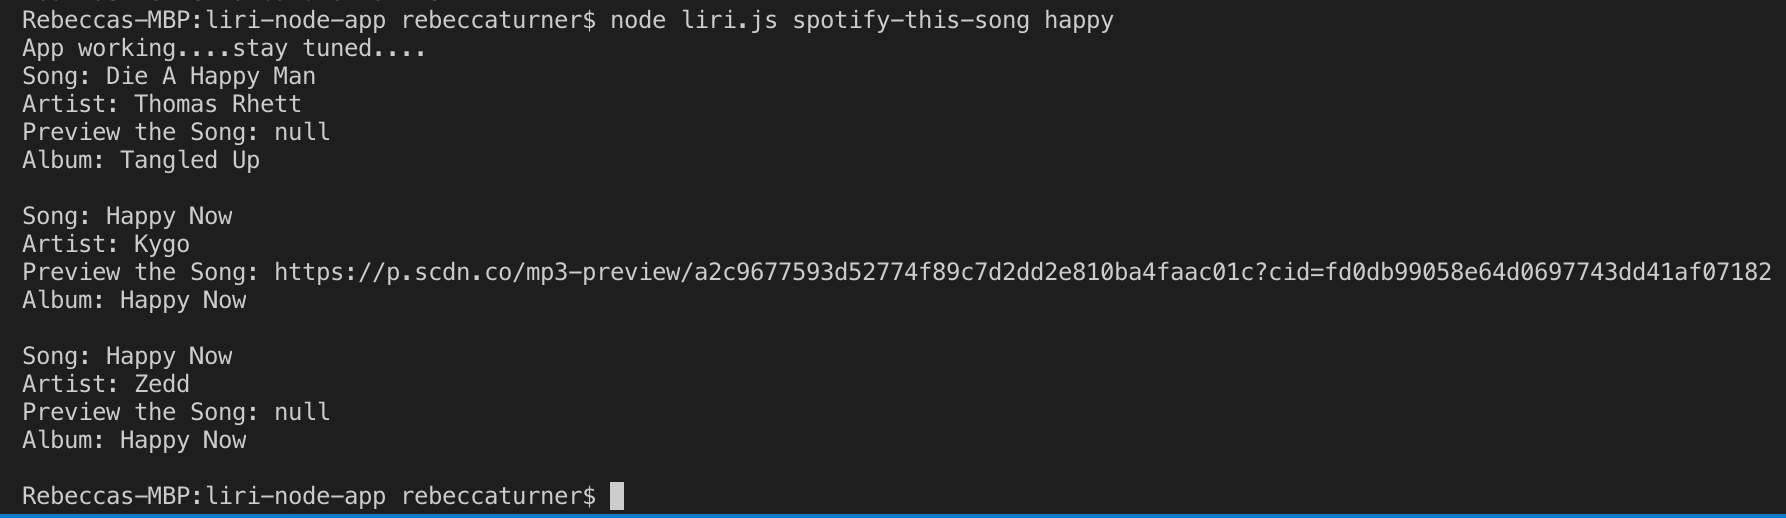 Rebeccas-MBP:liri-node-app rebeccaturner$ node liri.js spotify-this-song happy
App working....stay tuned....
Song: Die A Happy Man
Artist: Thomas Rhett
Preview the Song: null
Album: Tangled Up
Song: Happy Now
Artist: Kygo
Preview the Song: https://p.scdn.co/mp3-preview/a2c9677593d52774f89c7d2dd2e810ba4faac01c?cid=fd0db99058e64d0697743dd41af07182
Album: Happy Now
Song: Happy Now
Artist: Zedd
Preview the Song: null
Album: Happy Now
Rebeccas-MBP:liri-node-app rebeccaturner$